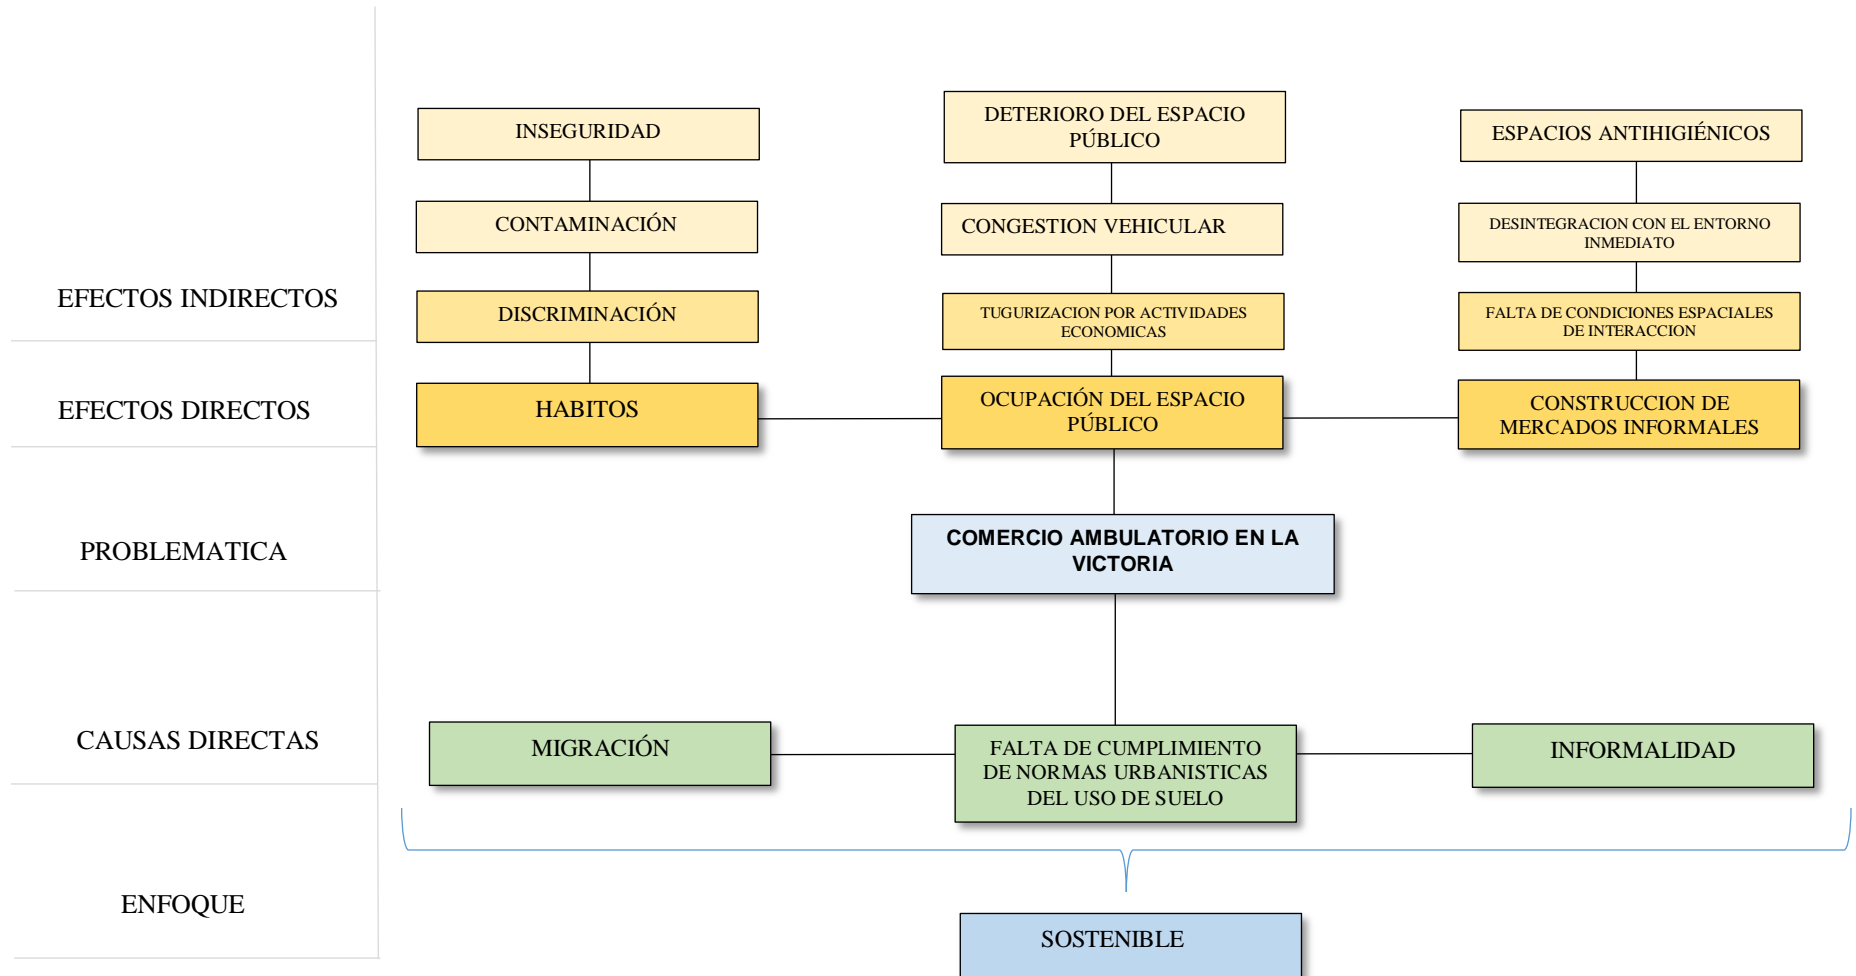 INSEGURIDAD
DETERIORO DEL ESPACIO
PÚBLICO
ESPACIOS ANTIHIGIÉNICOS
CONTAMINACIÓN
CONGESTION VEHICULAR
DESINTEGRACION CON EL ENTORNO
INMEDIATO
EFECTOS INDIRECTOS
DISCRIMINACIÓN
TUGURIZACION POR ACTIVIDADES
ECONOMICAS
FALTA DE CONDICIONES ESPACIALES
DE INTERACCION
EFECTOS DIRECTOS
HABITOS
OCUPACIÓN DEL ESPACIO
PÚBLICO
CONSTRUCCION DE
MERCADOS INFORMALES
PROBLEMATICA
COMERCIO AMBULATORIO EN LA
VICTORIA
CAUSAS DIRECTAS
MIGRACIÓN
FALTA DE CUMPLIMIENTO
DE NORMAS URBANISTICAS
DEL USO DE SUELO
INFORMALIDAD
ENFOQUE
SOSTENIBLE